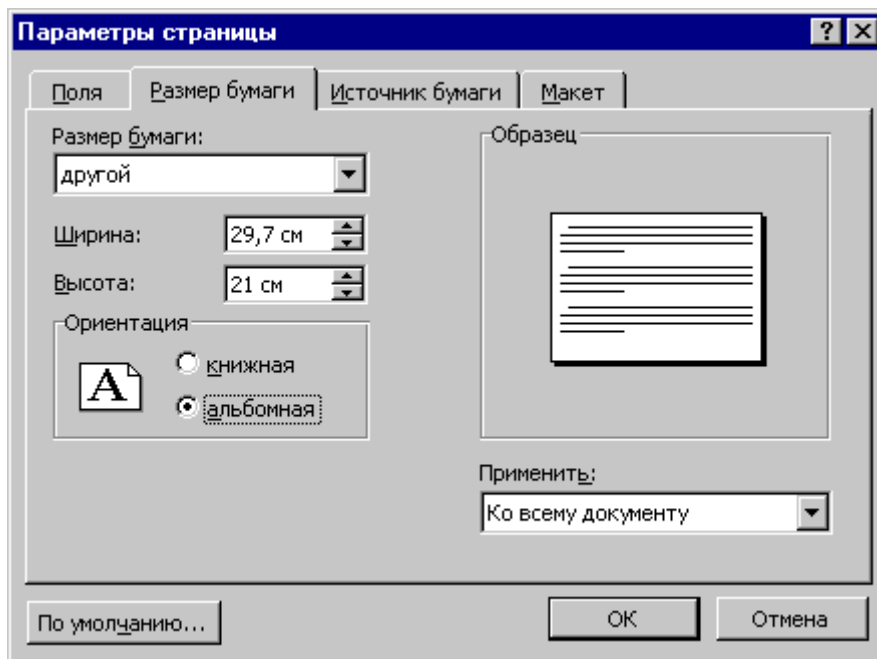 Параметры страницы
Поля
Размер бумаги
Источник бумаги
Макет
Размер бумаги:
другой
Ширина:
29,7 см
Высота:
21 см
Ориентация
A
книжная
альбомная
Образец
Применить:
Ко всему документу
По умолчанию...
ОК
Отмена